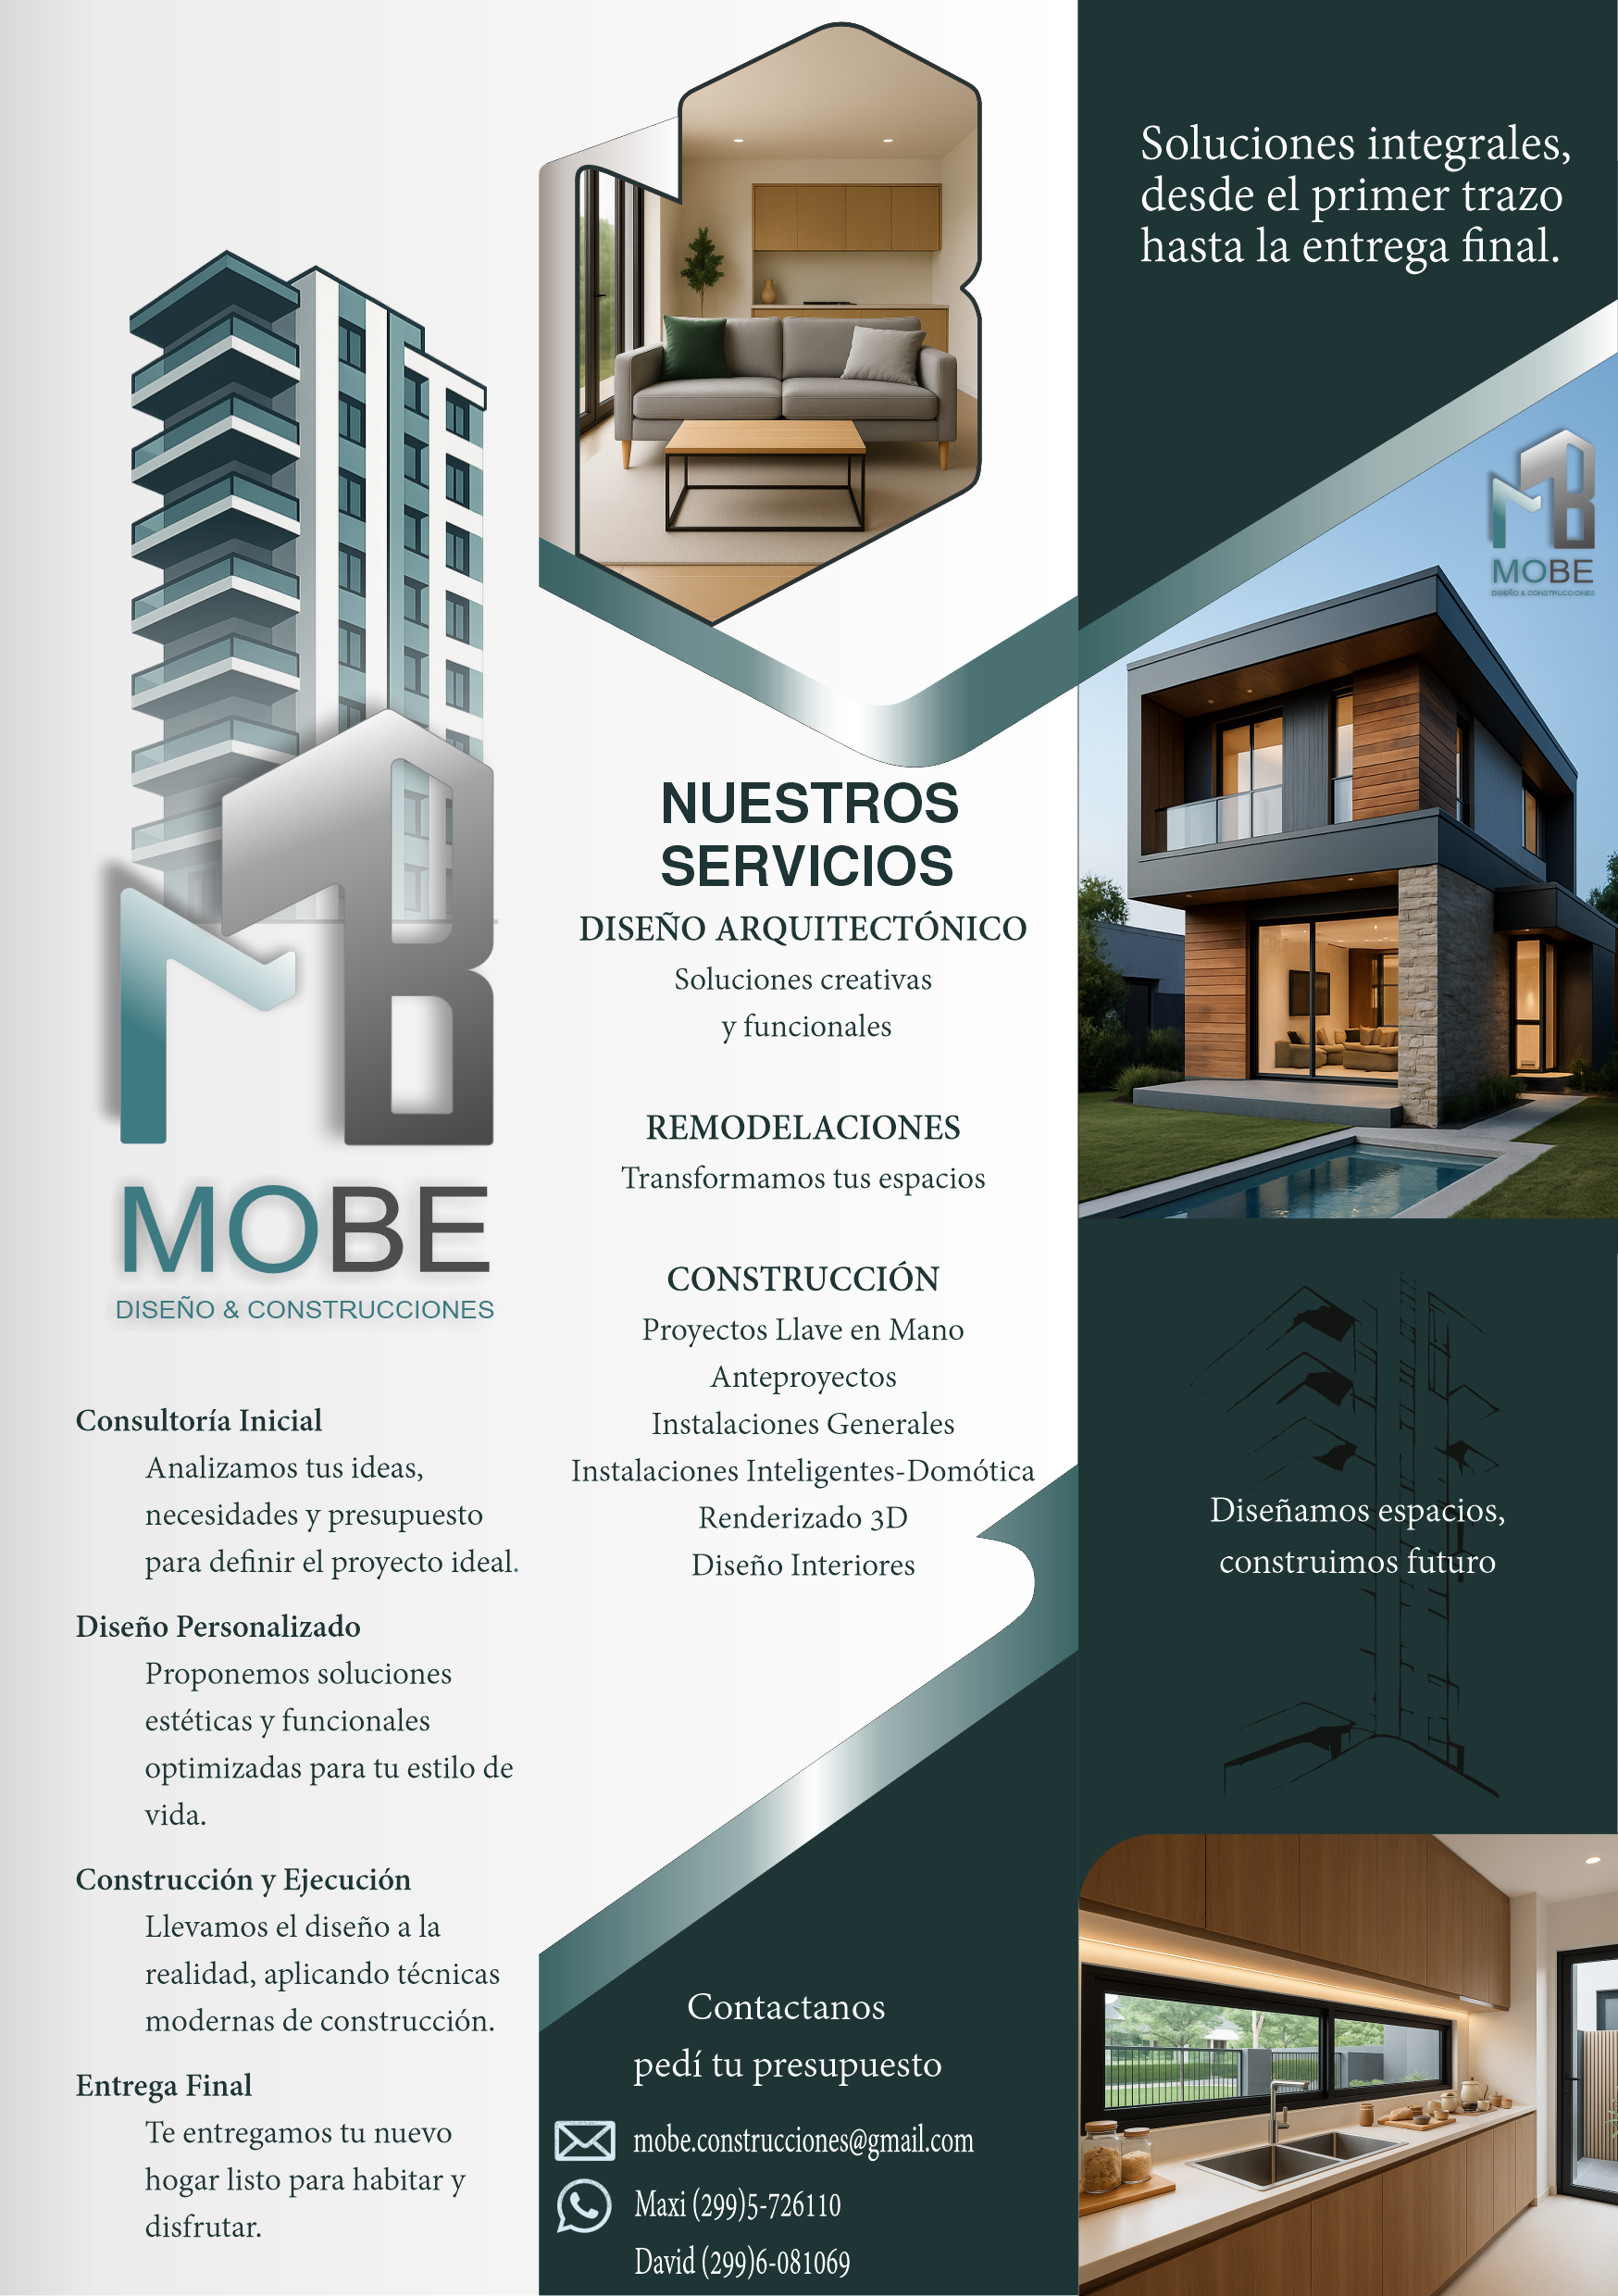 MOBE
DISEÑO & CONSTRUCCIONES
Consultoría Inicial
Analizamos tus ideas,
necesidades y presupuesto
para definir el proyecto ideal.
Diseño Personalizado
Proponemos soluciones
estéticas y funcionales
optimizadas para tu estilo de
vida.
Construcción y Ejecución
Llevamos el diseño a la
realidad, aplicando técnicas
modernas de construcción.
Entrega Final
Te entregamos tu nuevo
hogar listo para habitar y
disfrutar.
NUESTROS
SERVICIOS
DISEÑO ARQUITECTÓNICO
Soluciones creativas
y funcionales
REMODELACIONES
Transformamos tus espacios
CONSTRUCCIÓN
Proyectos Llave en Mano
Anteproyectos
Instalaciones Generales
Instalaciones Inteligentes-Domótica
Renderizado 3D
Diseño Interiores
Contactanos
pedí tu presupuesto
mobe.construcciones@gmail.com
Maxi (299)5-726110
David (299)6-081069
Soluciones integrales,
desde el primer trazo
hasta la entrega final.
MOBE
DISEÑO & CONSTRUCCIONES
Diseñamos espacios,
construimos futuro